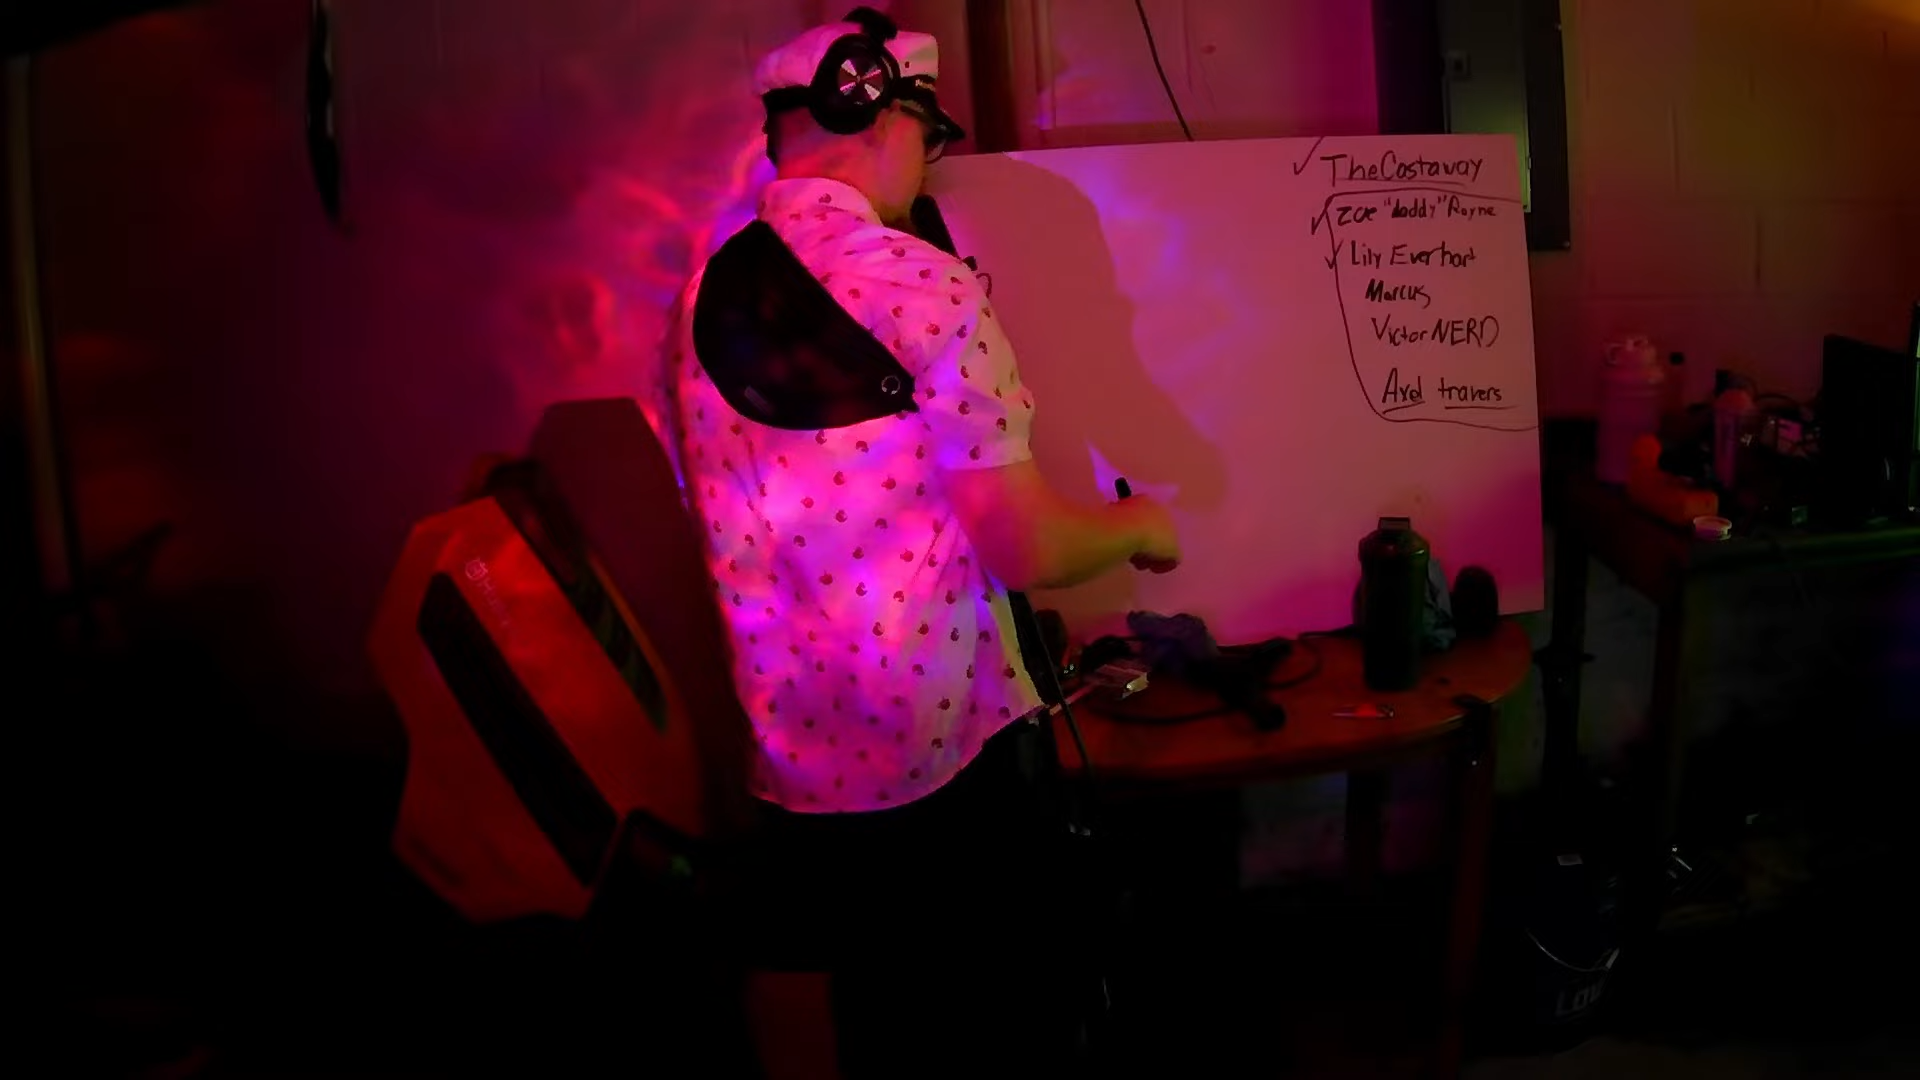 TheCastaway
Zoe "daddy" Rayne
Lily Everhart
Marcus
Victor NERD
Axel travers